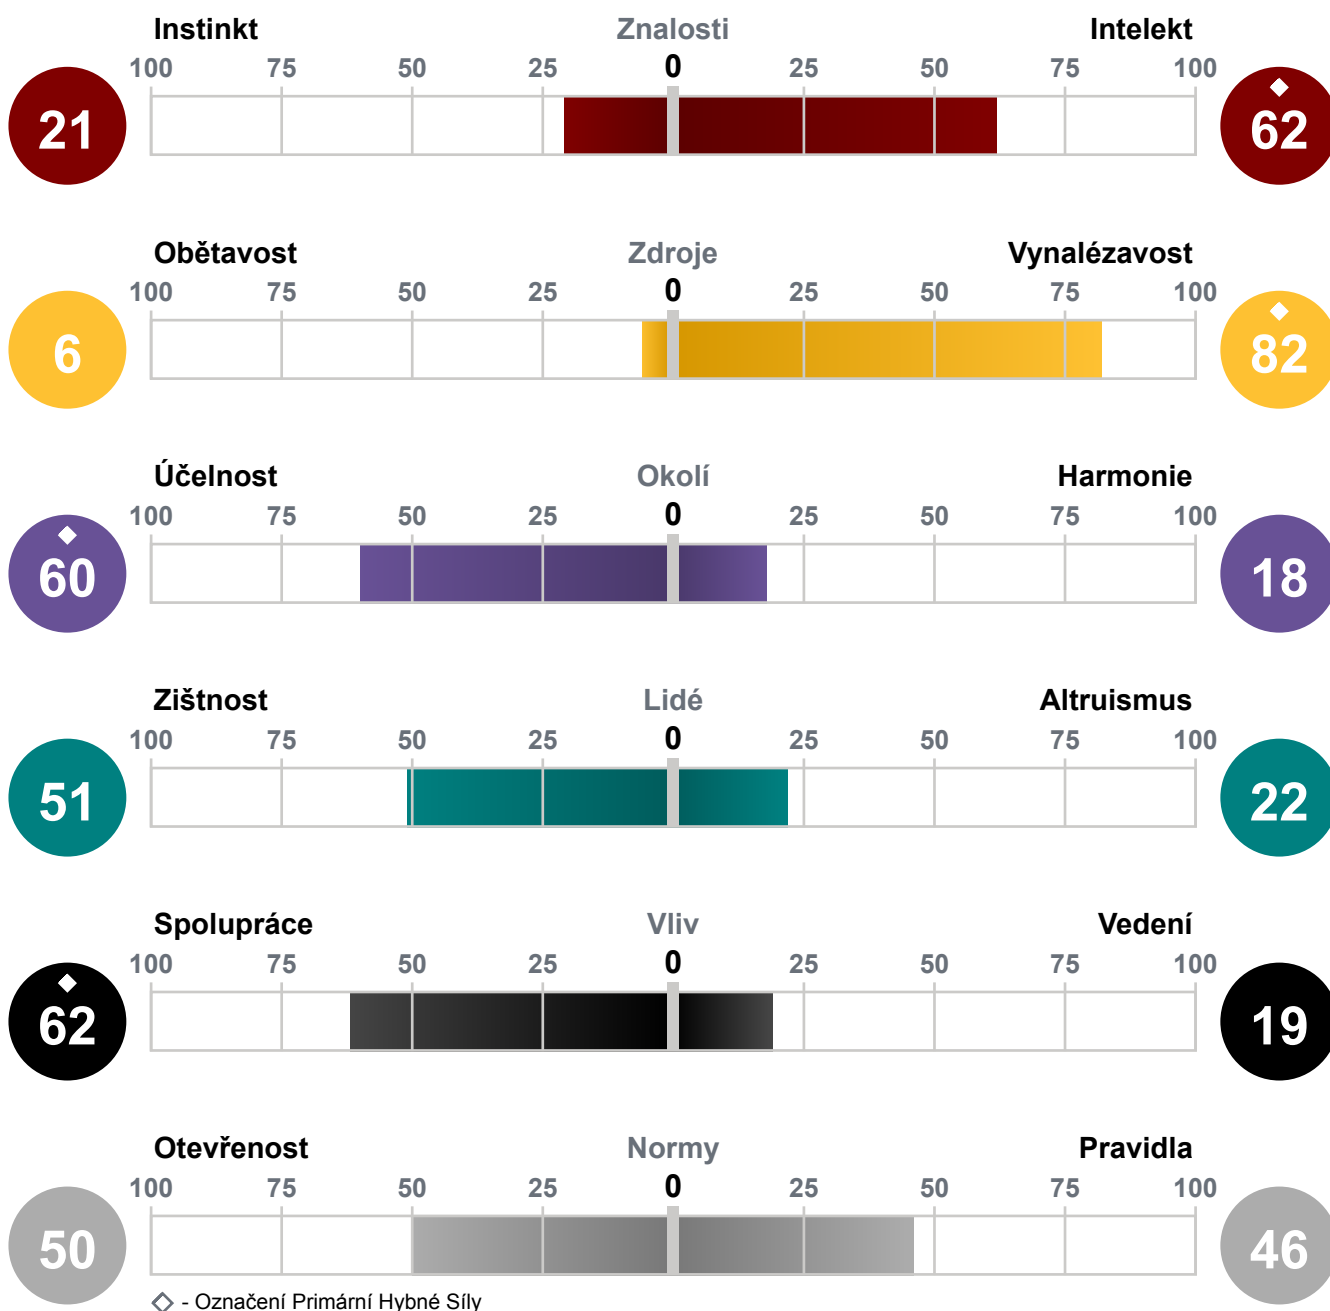 Instinkt Znalosti Intelekt
100 75 50 25 0 25 50 75 100
21 62
Obětavost Zdroje Vynalézavost
100 75 50 25 0 25 50 75 100
6 82
Účelnost Okolí Harmonie
100 75 50 25 0 25 50 75 100
60 18
Zištnost Lidé Altruismus
100 75 50 25 0 25 50 75 100
51 22
Spolupráce Vliv Vedení
100 75 50 25 0 25 50 75 100
62 19
Otevřenost Normy Pravidla
100 75 50 25 0 25 50 75 100
50 46
- Označení Primární Hybné Síly